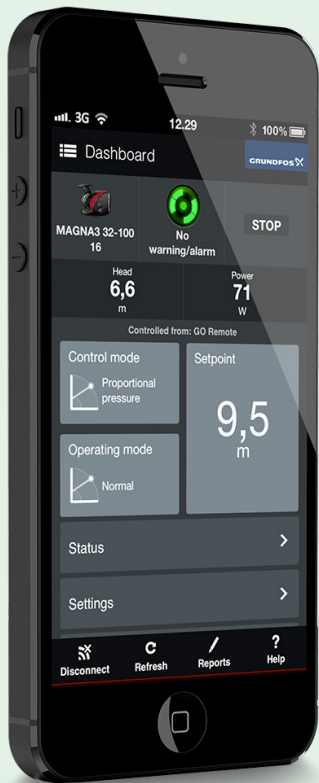 3G
12.29
100%
Dashboard
GRUNDFOS
MAGNA3 32-100
16
No
warning/alarm
STOP
Head
6,6
m
Power
71
W
Controlled from: GO Remote
Control mode
Proportional
pressure
Setpoint
9,5
m
Operating mode
Normal
Status
Settings
Disconnect
Refresh
Reports
?
Help